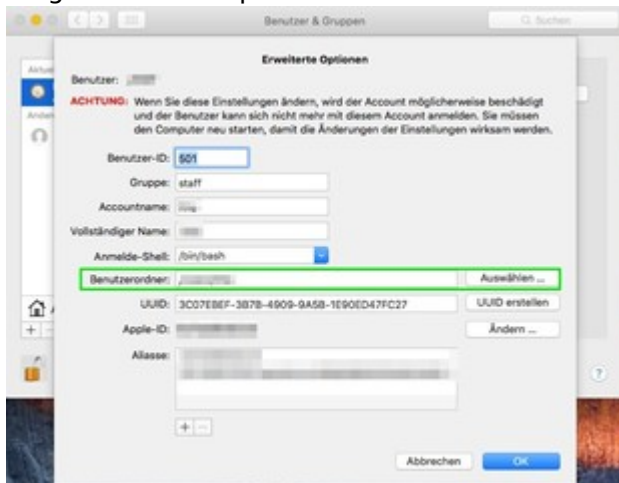 Benutzer & Gruppen
Suchen
Erweiterte Optionen
Benutzer:
ACHTUNG: Wenn Sie diese Einstellungen ändern, wird der Account möglicherweise beschädigt
und der Benutzer kann sich nicht mehr mit diesem Account anmelden. Sie müssen
den Computer neu starten, damit die Änderungen der Einstellungen wirksam werden.
Benutzer-ID: 501
Gruppe: staff
Accountname:
Vollständiger Name:
Anmelde-Shell: /bin/bash
Benutzerordner: Auswählen ...
UUID: 3C07EBEF-3B78-4909-9A5B-1E90ED47FC27 UUID erstellen
Apple-ID: Ändern ...
Aliasse:
Abbrechen OK